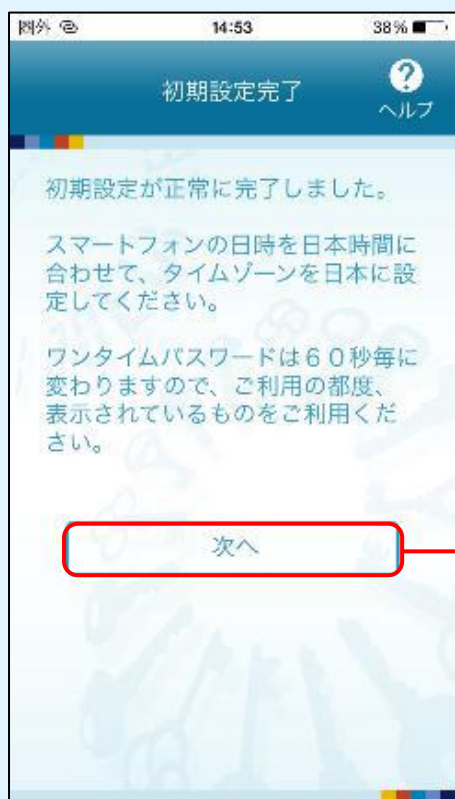 圏外 14:53 38%
初期設定完了
?
ヘルプ
初期設定が正常に完了しました。
スマートフォンの日時を日本時間に
合わせて、タイムゾーンを日本に設
定してください。
ワンタイムパスワードは60秒毎に
変わりますので、ご利用の都度、
表示されているものをご利用くだ
さい。
次へ